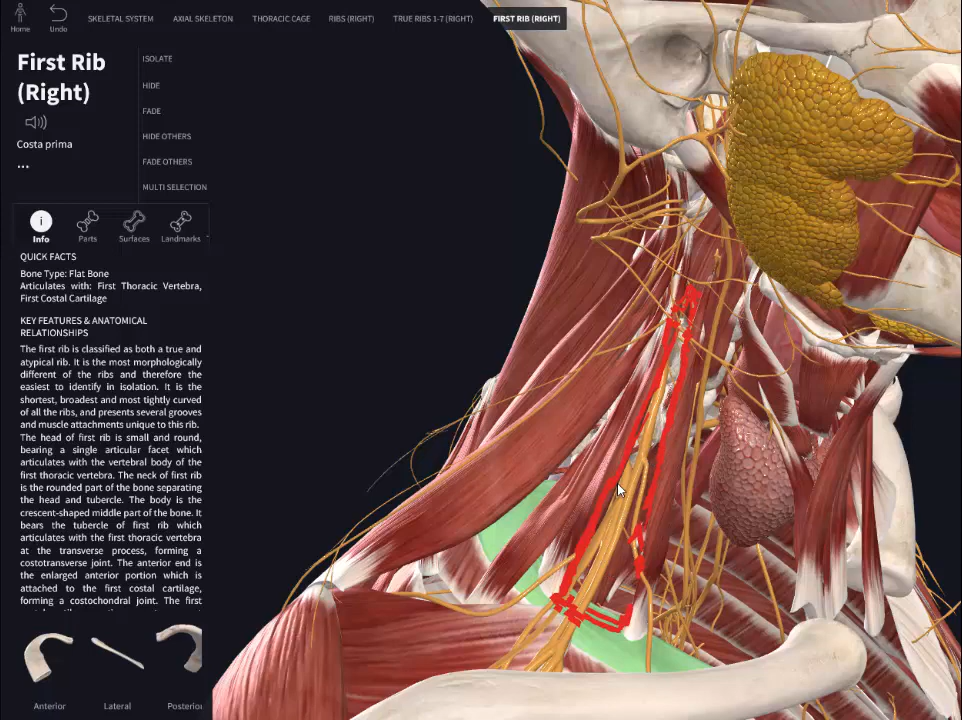 Home
Undo
SKELETAL SYSTEM
AXIAL SKELETON
THORACIC CAGE
RIBS (RIGHT)
TRUE RIBS 1-7 (RIGHT)
FIRST RIB (RIGHT)
First Rib
(Right)
Costa prima
...
ISOLATE
HIDE
FADE
HIDE OTHERS
FADE OTHERS
MULTI SELECTION
i
Info
Parts
Surfaces
Landmarks
QUICK FACTS
Bone Type: Flat Bone
Articulates with: First Thoracic Vertebra,
First Costal Cartilage
KEY FEATURES & ANATOMICAL
RELATIONSHIPS
The first rib is classified as both a true and
atypical rib. It is the most morphologically
different of the ribs and therefore the
easiest to identify in isolation. It is the
shortest, broadest and most tightly curved
of all the ribs, and presents several grooves
and muscle attachments unique to this rib.
The head of first rib is small and round,
bearing a single articular facet which
articulates with the vertebral body of the
first thoracic vertebra. The neck of first rib
is the rounded part of the bone separating
the head and tubercle. The body is the
crescent-shaped middle part of the bone. It
bears the tubercle of first rib which
articulates with the first thoracic vertebra
at the transverse process, forming a
costotransverse joint. The anterior end is
the enlarged anterior portion which is
attached to the first costal cartilage,
forming a costochondral joint. The first
Anterior
Lateral
Posterior